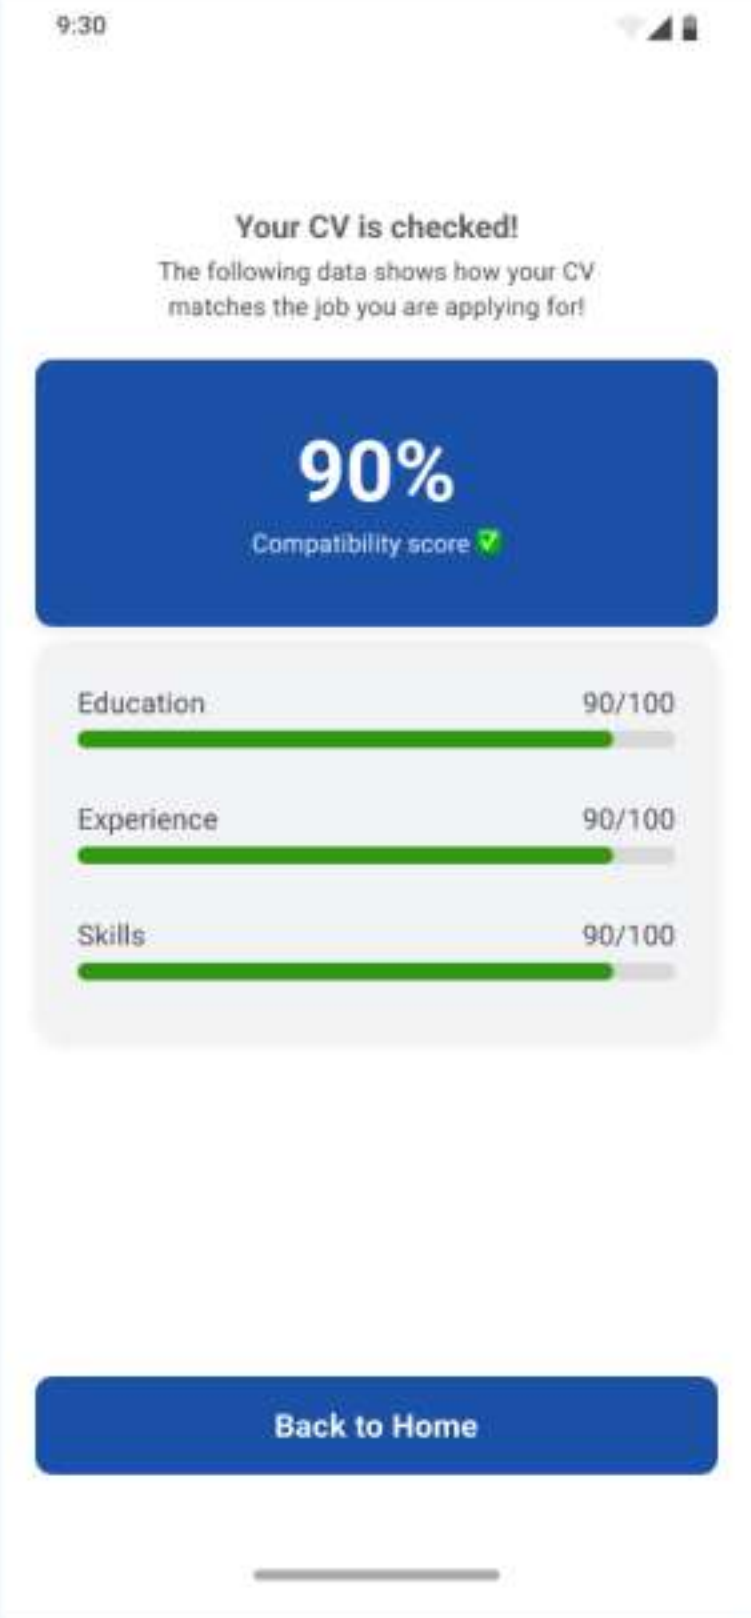 9:30
Your CV is checked!
The following data shows how your CV
matches the job you are applying for!
90%
Compatibility score ✅
Education 90/100
Experience 90/100
Skills 90/100
Back to Home